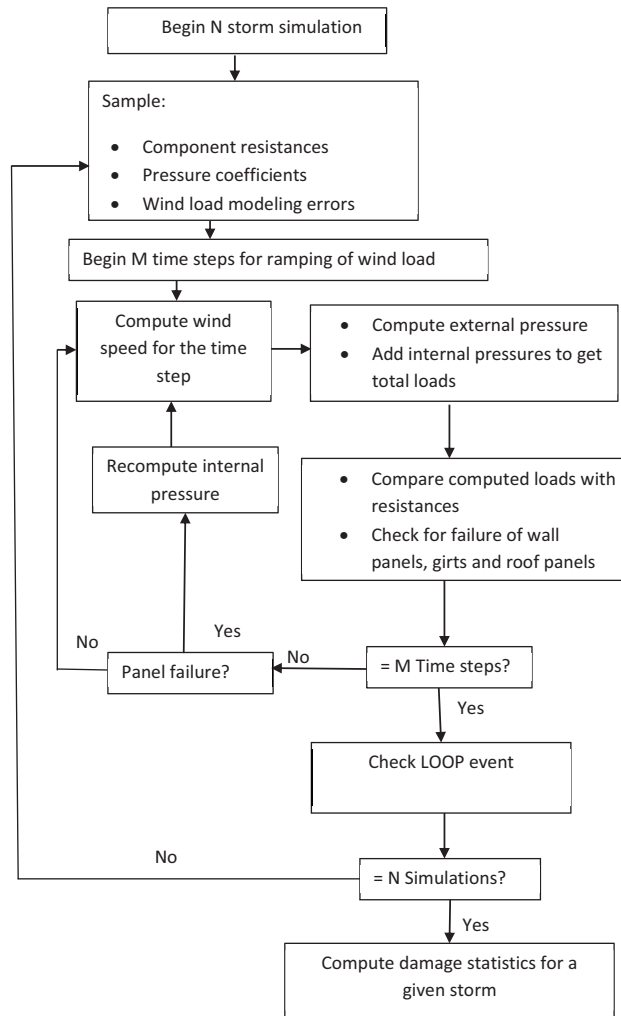 Begin N storm simulation
Sample:
• Component resistances
• Pressure coefficients
• Wind load modeling errors
Begin M time steps for ramping of wind load
Compute wind
speed for the time
step
• Compute external pressure
• Add internal pressures to get
total loads
Recompute internal
pressure
• Compare computed loads with
resistances
• Check for failure of wall
panels, girts and roof panels
No
Yes
Panel failure?
No
= M Time steps?
Yes
Check LOOP event
No
= N Simulations?
Yes
Compute damage statistics for a
given storm